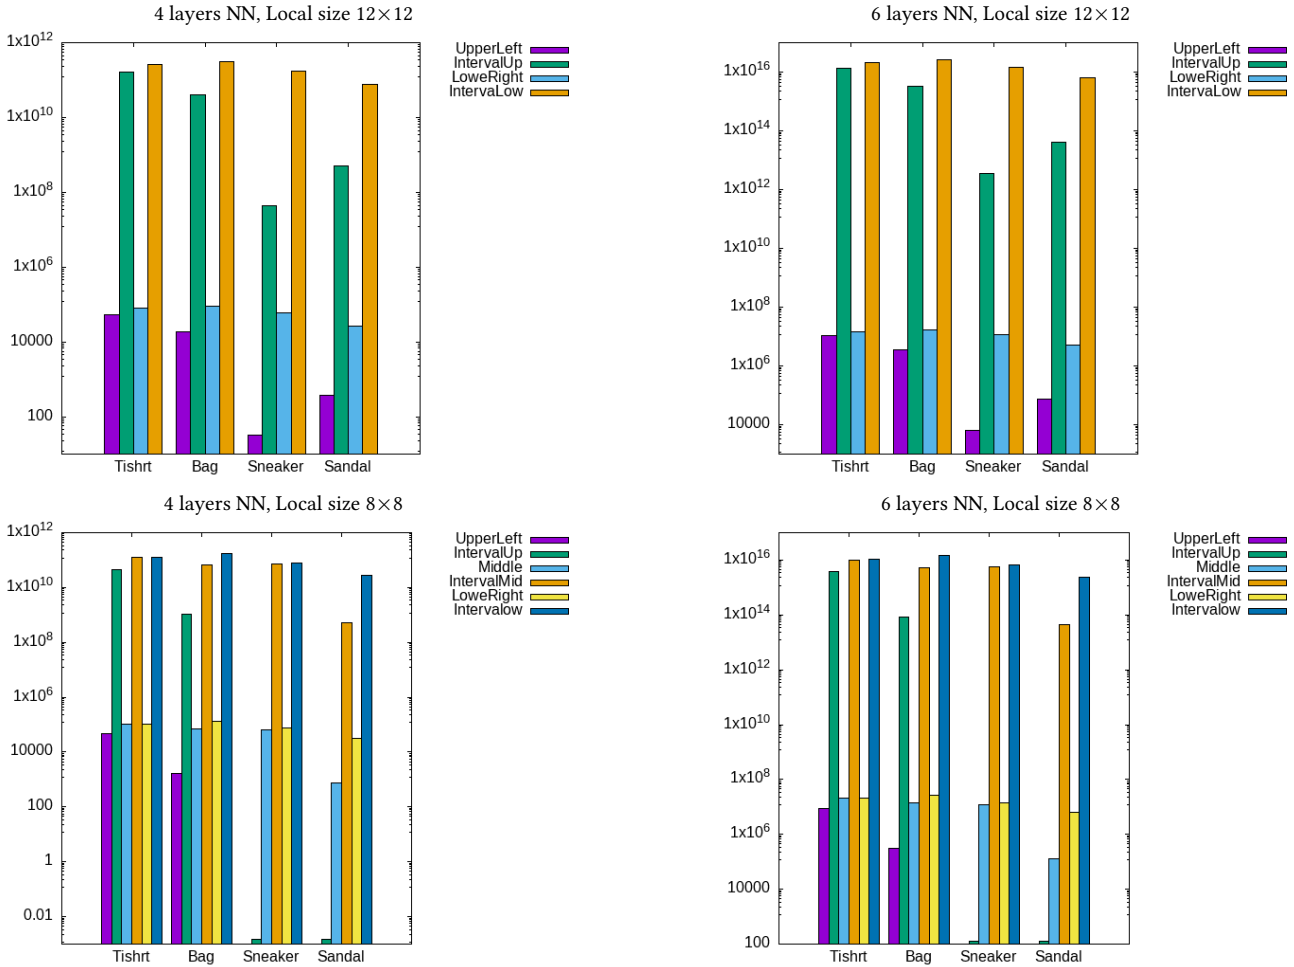 4 layers NN, Local size 12×12
UpperLeft
IntervalUp
LoweRight
IntervaLow
1x10^12
1x10^10
1x10^8
1x10^6
10000
100
Tishrt Bag Sneaker Sandal
6 layers NN, Local size 12×12
UpperLeft
IntervalUp
LoweRight
IntervaLow
1x10^16
1x10^14
1x10^12
1x10^10
1x10^8
1x10^6
10000
Tishrt Bag Sneaker Sandal
4 layers NN, Local size 8×8
UpperLeft
IntervalUp
Middle
IntervalMid
LoweRight
Intervalow
1x10^12
1x10^10
1x10^8
1x10^6
10000
100
1
0.01
Tishrt Bag Sneaker Sandal
6 layers NN, Local size 8×8
UpperLeft
IntervalUp
Middle
IntervalMid
LoweRight
Intervalow
1x10^16
1x10^14
1x10^12
1x10^10
1x10^8
1x10^6
10000
100
Tishrt Bag Sneaker Sandal